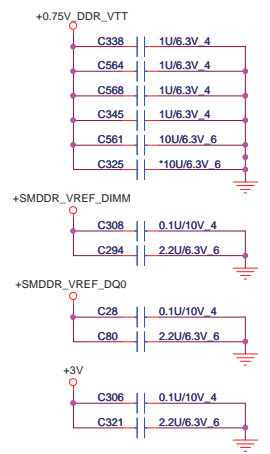 +0.75V_DDR_VTT
C338 1U/6.3V_4
C564 1U/6.3V_4
C568 1U/6.3V_4
C345 1U/6.3V_4
C561 10U/6.3V_6
C325 *10U/6.3V_6
+SMDDR_VREF_DIMM
C308 0.1U/10V_4
C294 2.2U/6.3V_6
+SMDDR_VREF_DQ0
C28 0.1U/10V_4
C80 2.2U/6.3V_6
+3V
C306 0.1U/10V_4
C321 2.2U/6.3V_6